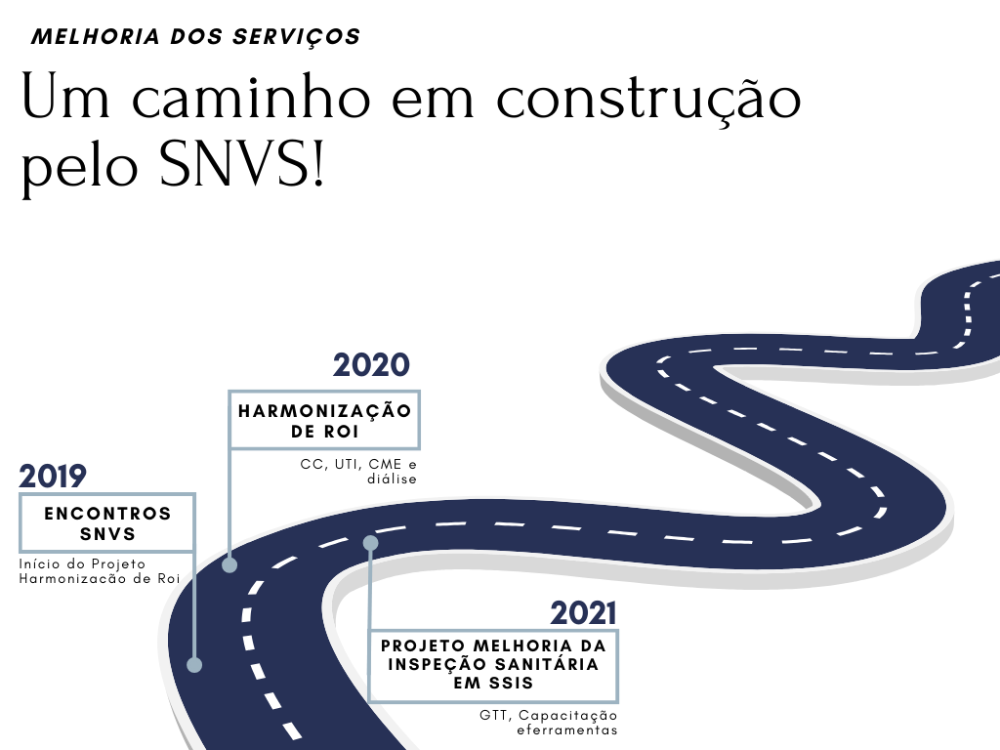 MELHORIA DOS SERVIÇOS
Um caminho em construção
pelo SNVS!
2019
ENCONTROS
SNVS
Início do Projeto
Harmonizacão de Roi
2020
HARMONIZAÇÃO
DE ROI
CC, UTI, CME e
diálise
2021
PROJETO MELHORIA DA
INSPEÇÃO SANITÁRIA
EM SSIS
GTT, Capacitação
eferramentas